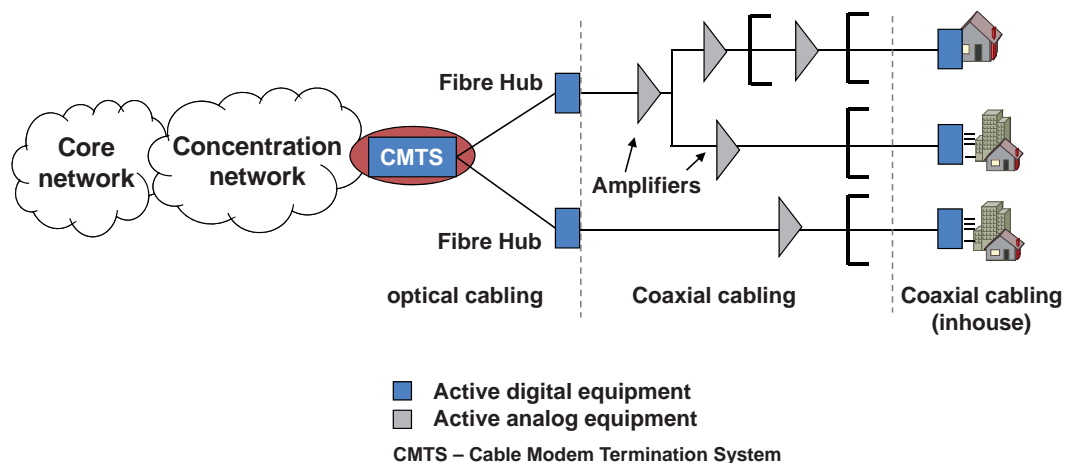 Core
network
Concentration
network
CMTS
Fibre Hub
Amplifiers
Fibre Hub
optical cabling
Coaxial cabling
Coaxial cabling
(inhouse)
Active digital equipment
Active analog equipment
CMTS – Cable Modem Termination System